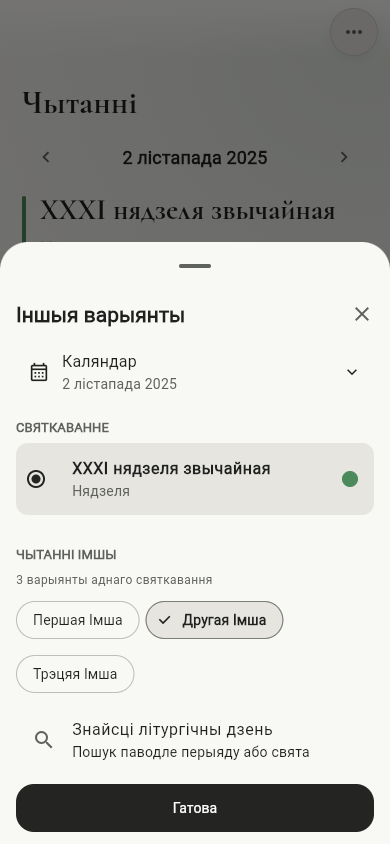 Чытанні
2 лістапада 2025
XXXI нядзеля звычайная
Іншыя варыянты
Каляндар
2 лістапада 2025
СВЯТКАВАННЕ
XXXI нядзеля звычайная
Нядзеля
ЧЫТАННІ ІМШЫ
3 варыянты аднаго святкавання
Першая Імша
Другая Імша
Трэцяя Імша
Знайсці літургічны дзень
Пошук паводле перыяду або свята
Гатова